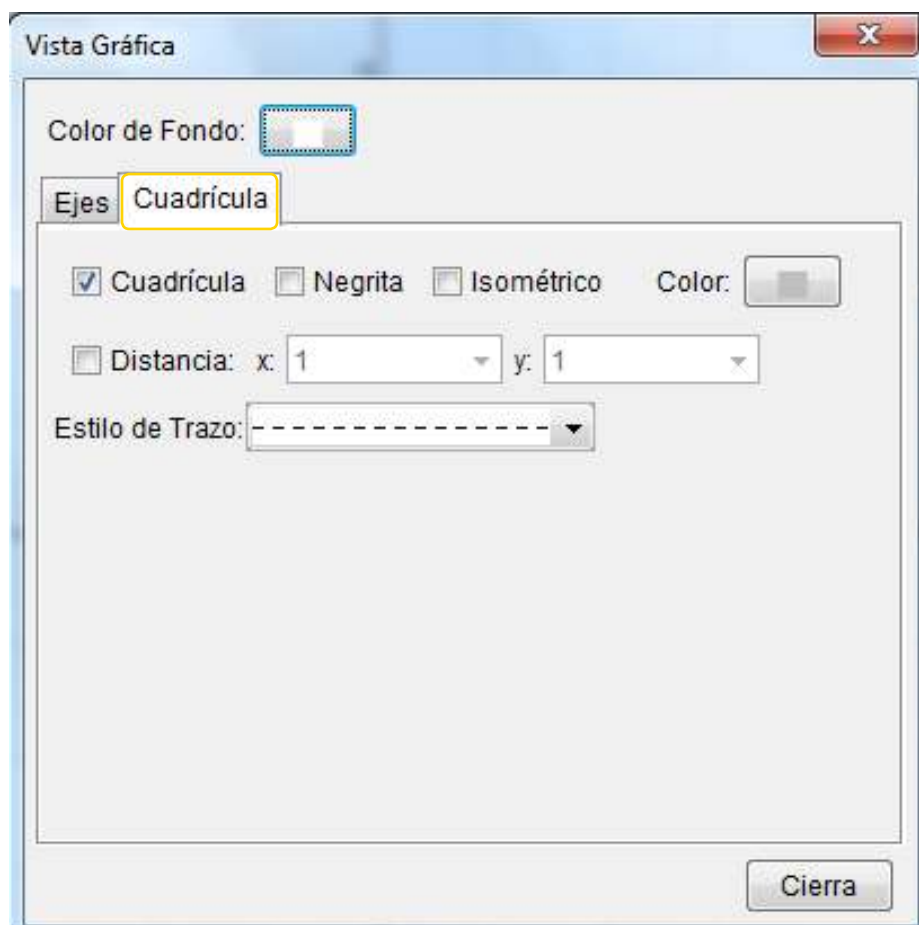 Vista Gráfica
Color de Fondo:
Ejes Cuadrícula
Cuadrícula Negrita Isométrico Color:
Distancia: x: 1 y: 1
Estilo de Trazo:
Cierra